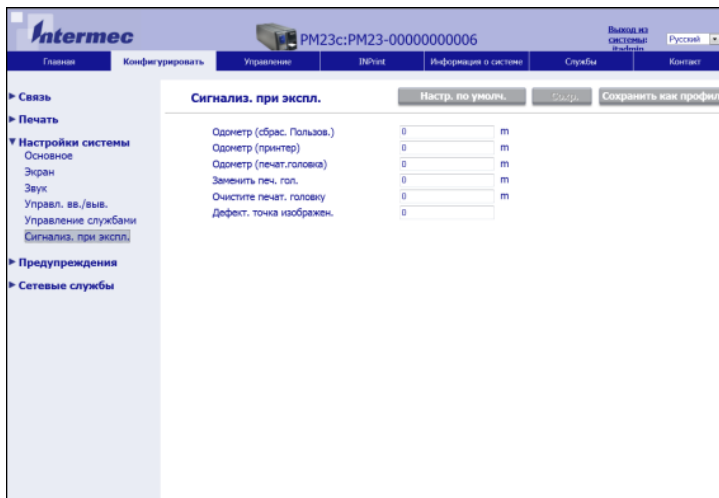 Intermec
PM23c:PM23-00000000006
Выход из
системы:
itadmin
Русский
Главная
Конфигурировать
Управление
INPrint
Информация о системе
Службы
Контакт
Связь
Печать
Настройки системы
Основное
Экран
Звук
Управл. вв./выв.
Управление службами
Сигнализ. при экспл.
Предупреждения
Сетевые службы
Сигнализ. при экспл.
Настр. по умолч.
Сохр.
Сохранить как профил
Одометр (сбрас. Пользов.) 0 m
Одометр (принтер) 0 m
Одометр (печат.головка) 0 m
Заменить печ. гол. 0 m
Очистите печат. головку 0 m
Дефект. точка изображен. 0